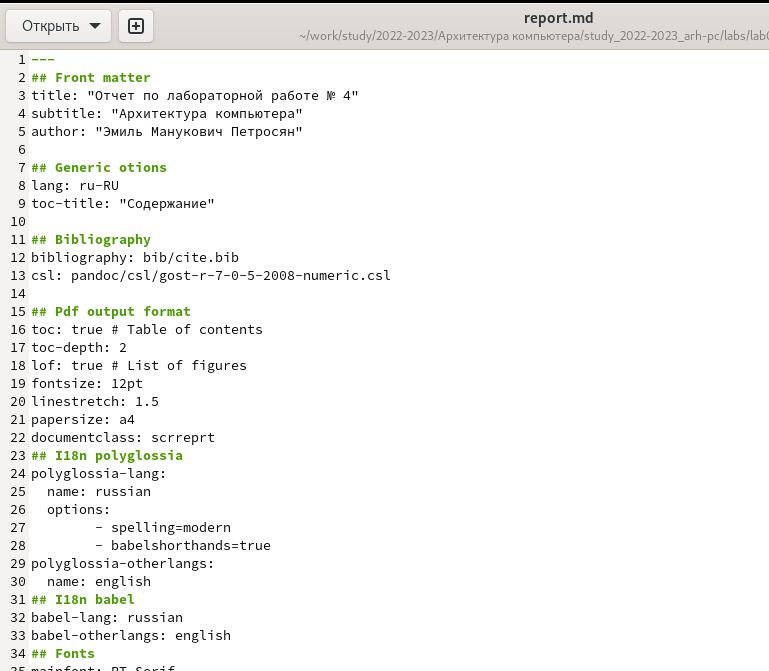 Открыть
report.md
~/work/study/2022-2023/Архитектура компьютера/study_2022-2023_arh-pc/labs/lab
1 ---
2 ## Front matter
3 title: "Отчет по лабораторной работе № 4"
4 subtitle: "Архитектура компьютера"
5 author: "Эмиль Манукович Петросян"
6
7 ## Generic otions
8 lang: ru-RU
9 toc-title: "Содержание"
10
11 ## Bibliography
12 bibliography: bib/cite.bib
13 csl: pandoc/csl/gost-r-7-0-5-2008-numeric.csl
14
15 ## Pdf output format
16 toc: true # Table of contents
17 toc-depth: 2
18 lof: true # List of figures
19 fontsize: 12pt
20 linestretch: 1.5
21 papersize: a4
22 documentclass: scrreprt
23 ## I18n polyglossia
24 polyglossia-lang:
25   name: russian
26   options:
27         - spelling=modern
28         - babelshorthands=true
29 polyglossia-otherlangs:
30   name: english
31 ## I18n babel
32 babel-lang: russian
33 babel-otherlangs: english
34 ## Fonts
35 mainfont: PT Serif